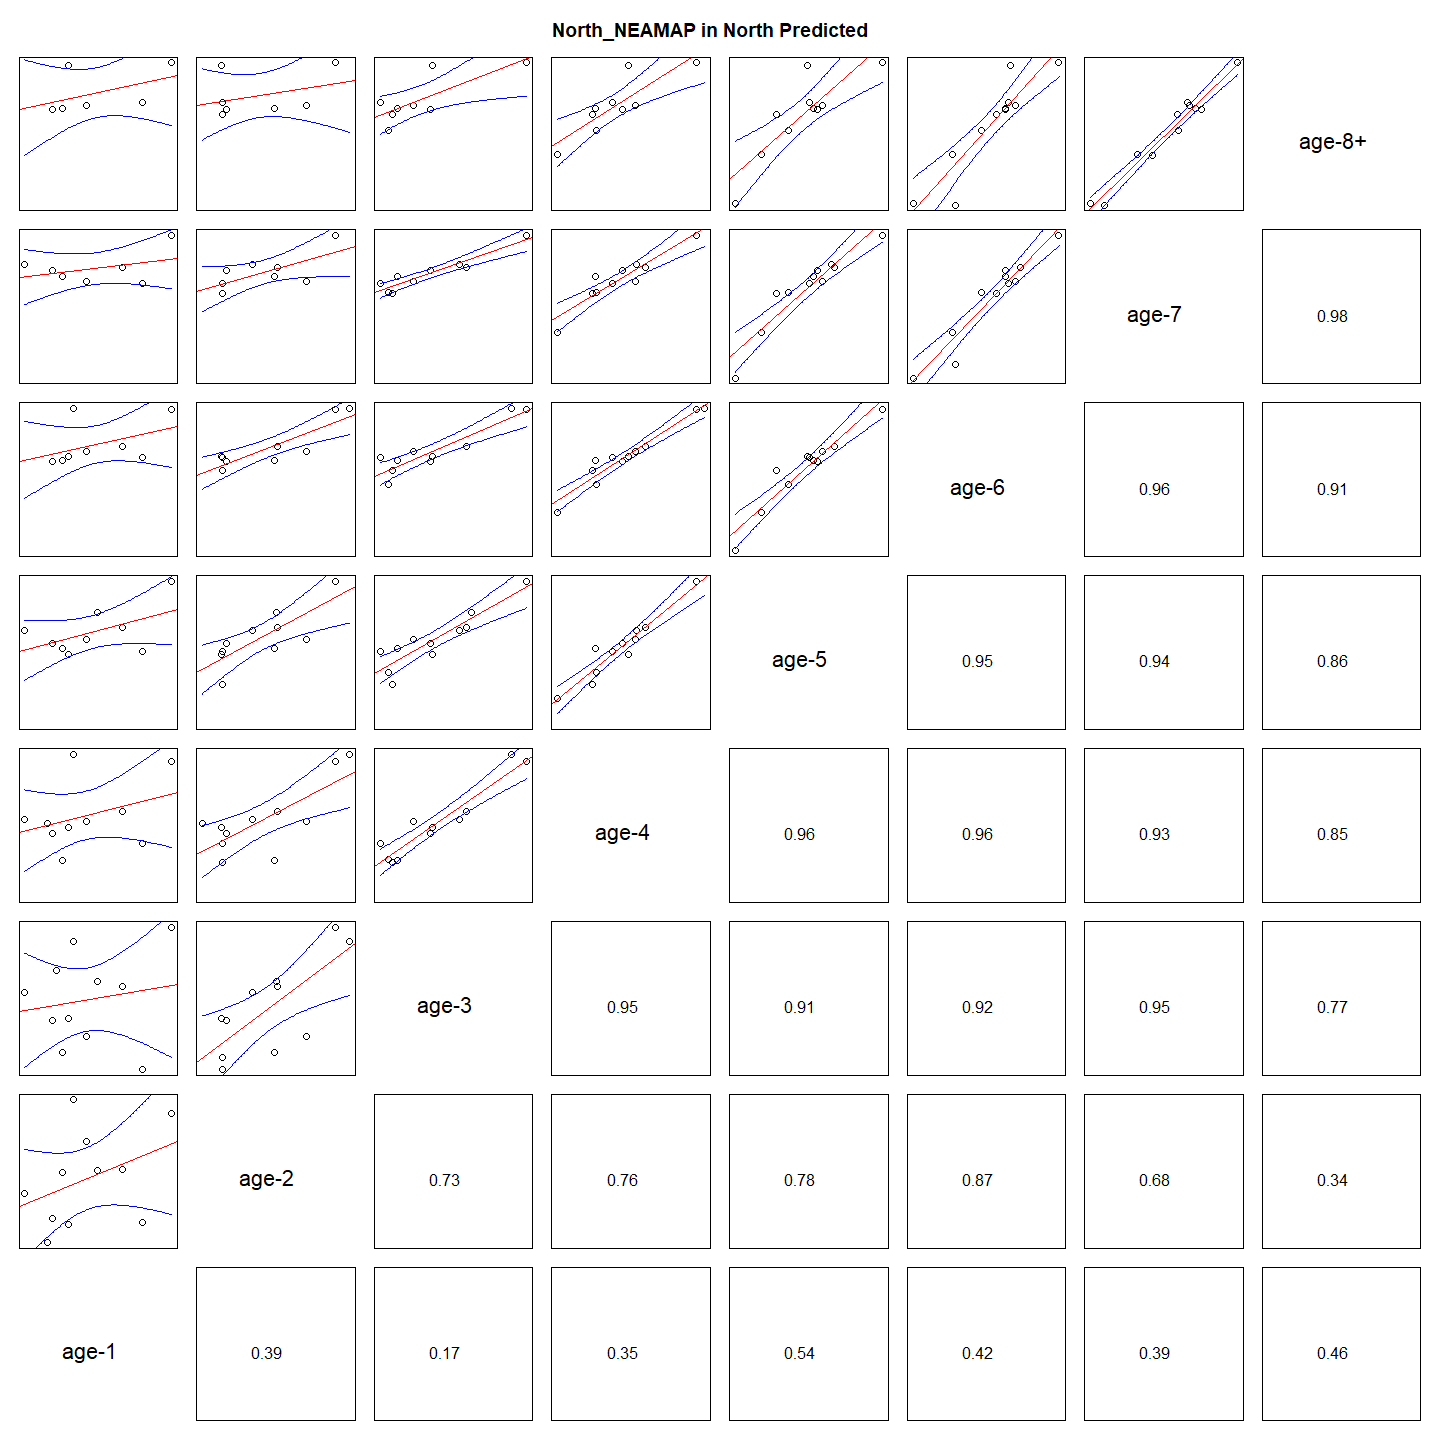 North_NEAMAP in North Predicted
age-8+
age-7 0.98
age-6 0.96 0.91
age-5 0.95 0.94 0.86
age-4 0.96 0.96 0.93 0.85
age-3 0.95 0.91 0.92 0.95 0.77
age-2 0.73 0.76 0.78 0.87 0.68 0.34
age-1 0.39 0.17 0.35 0.54 0.42 0.39 0.46